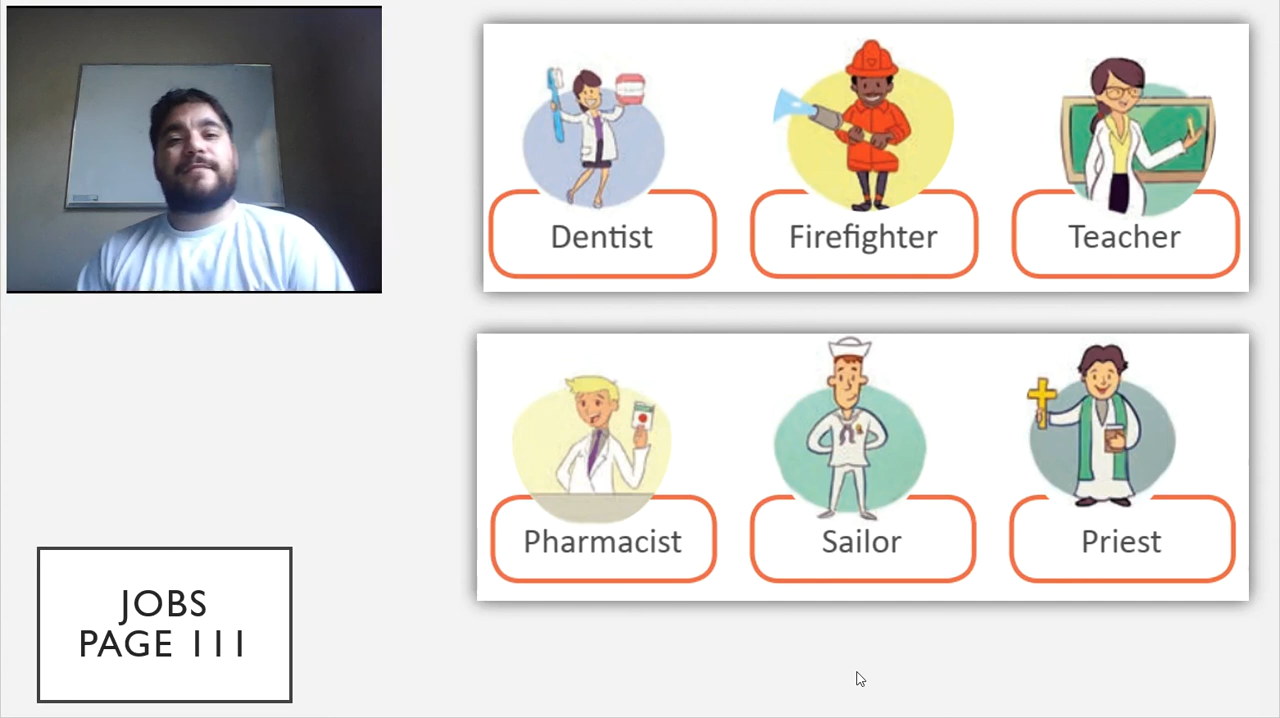 Dentist
Firefighter
Teacher
Pharmacist
Sailor
Priest
JOBS
PAGE 111